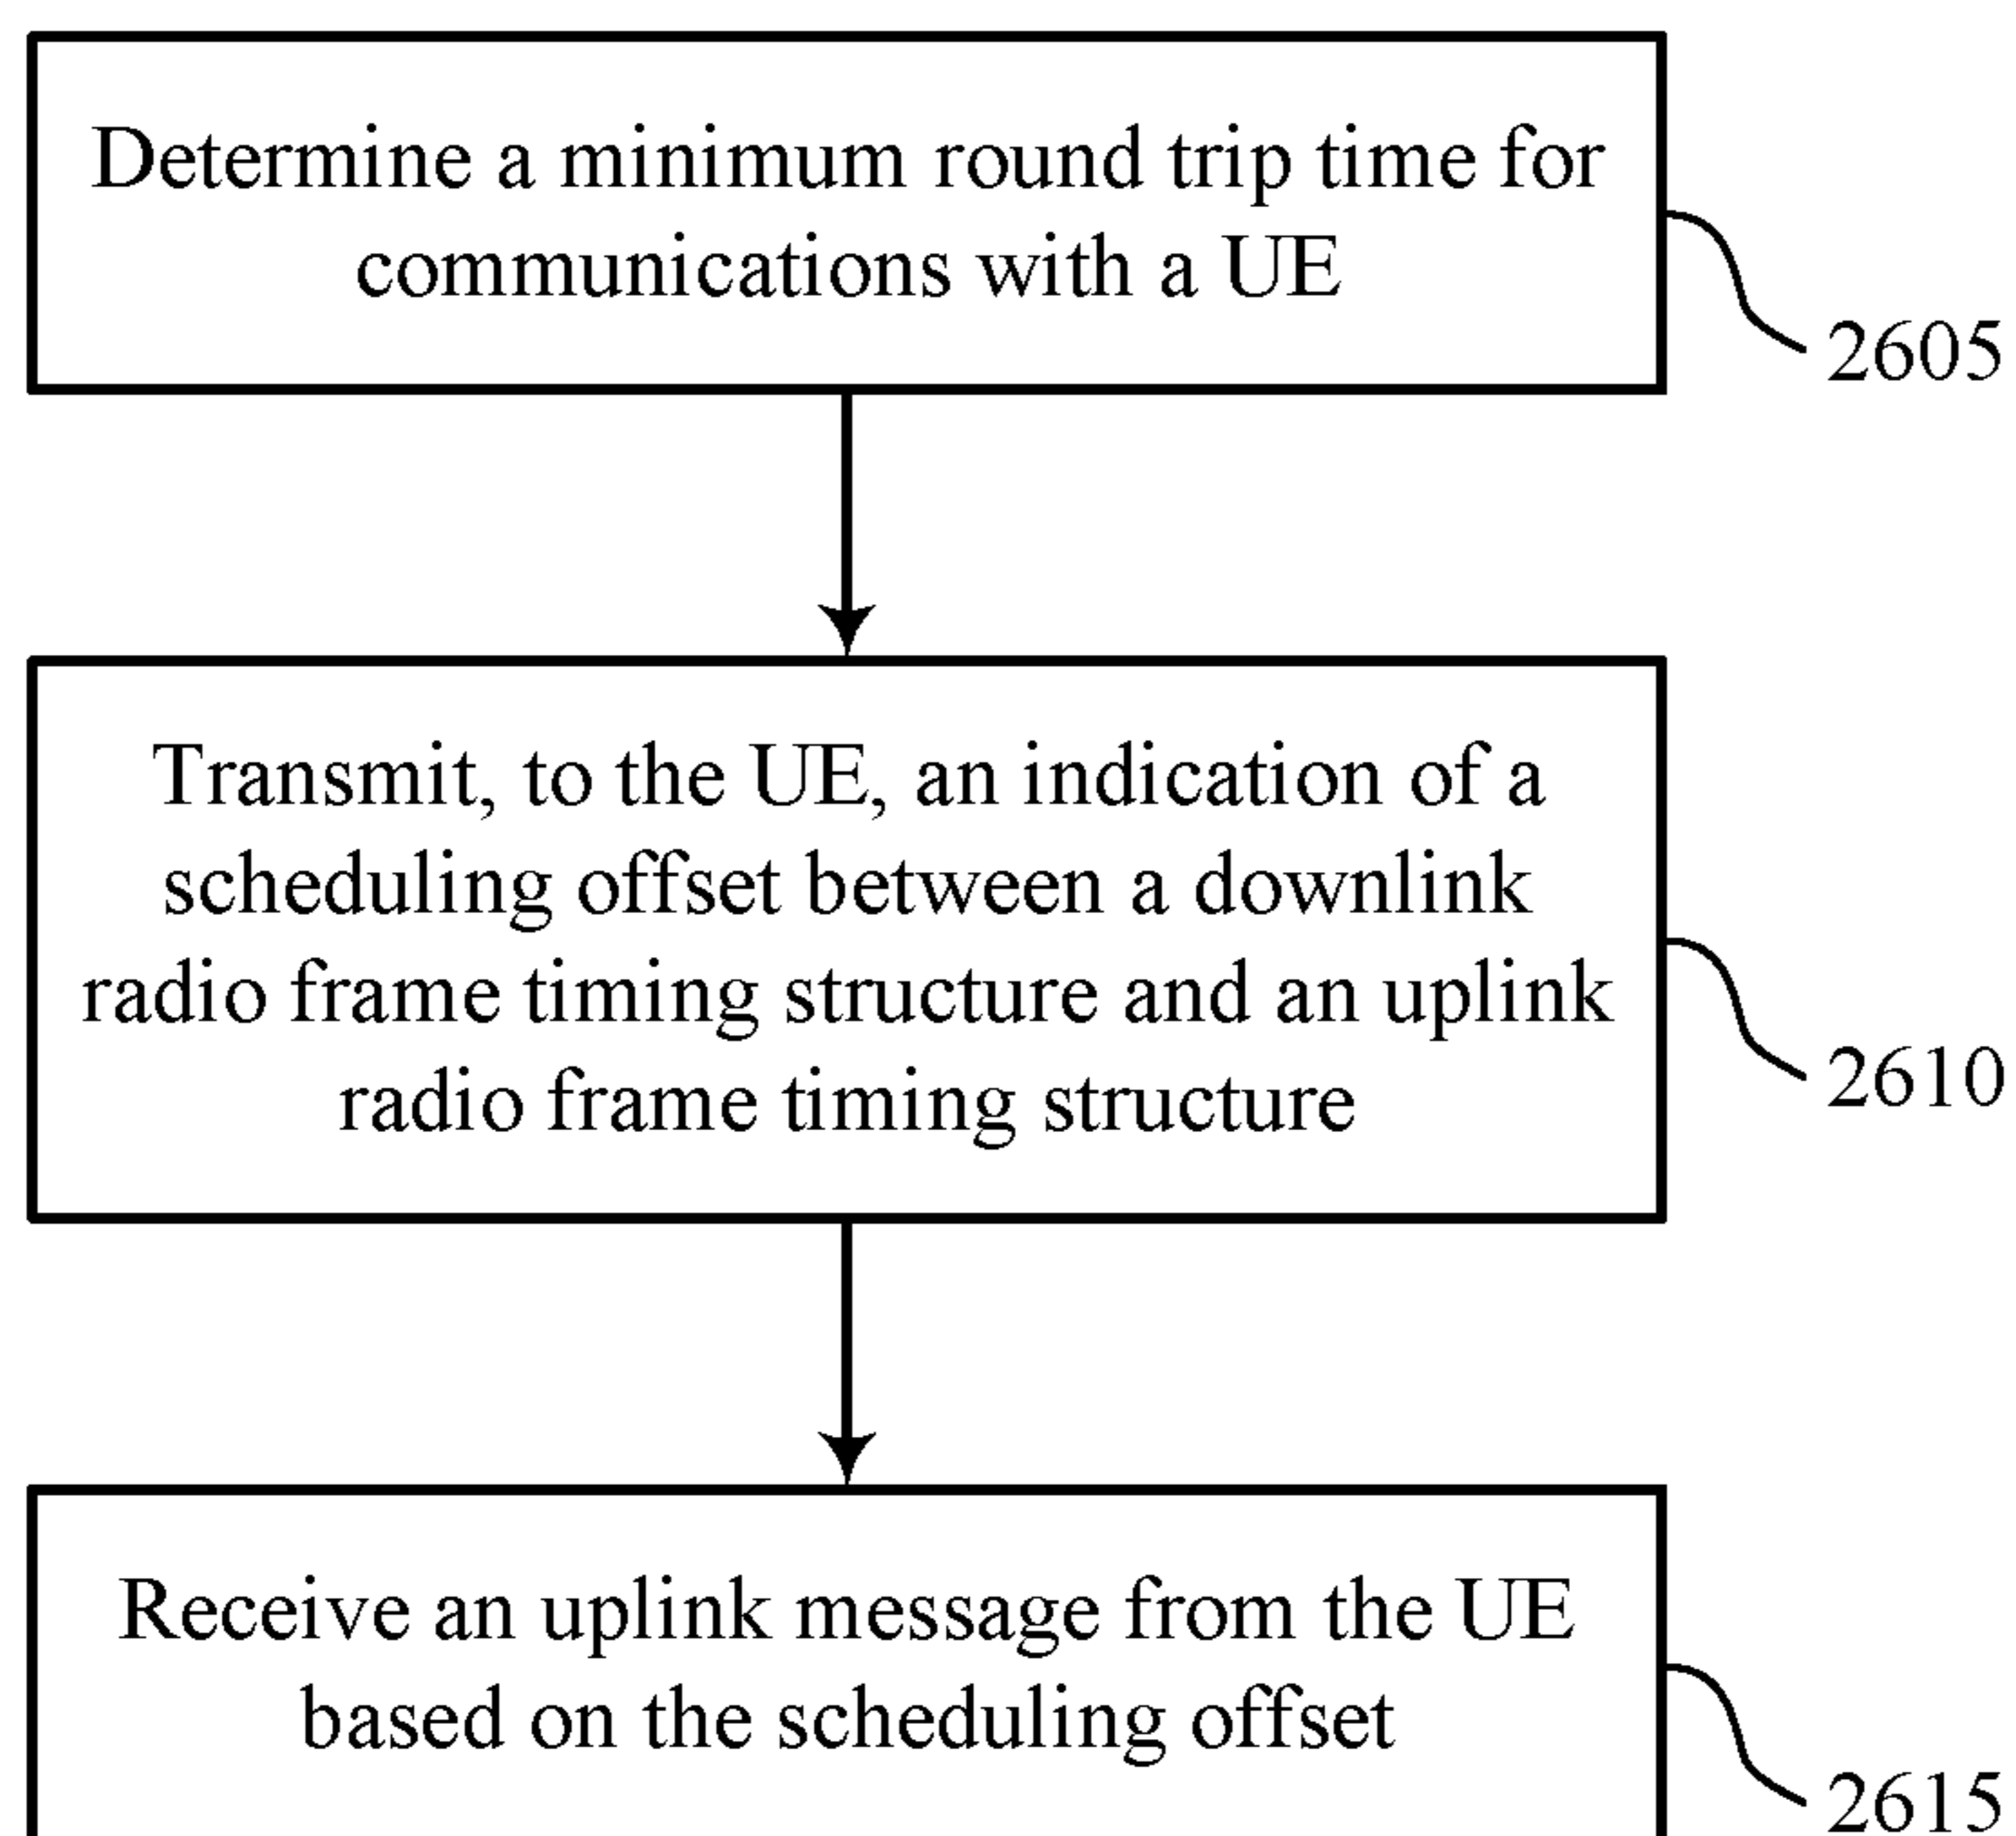 Determine a minimum round trip time for
communications with a UE
2605
Transmit, to the UE, an indication of a
scheduling offset between a downlink
radio frame timing structure and an uplink
radio frame timing structure
2610
Receive an uplink message from the UE
based on the scheduling offset
2615